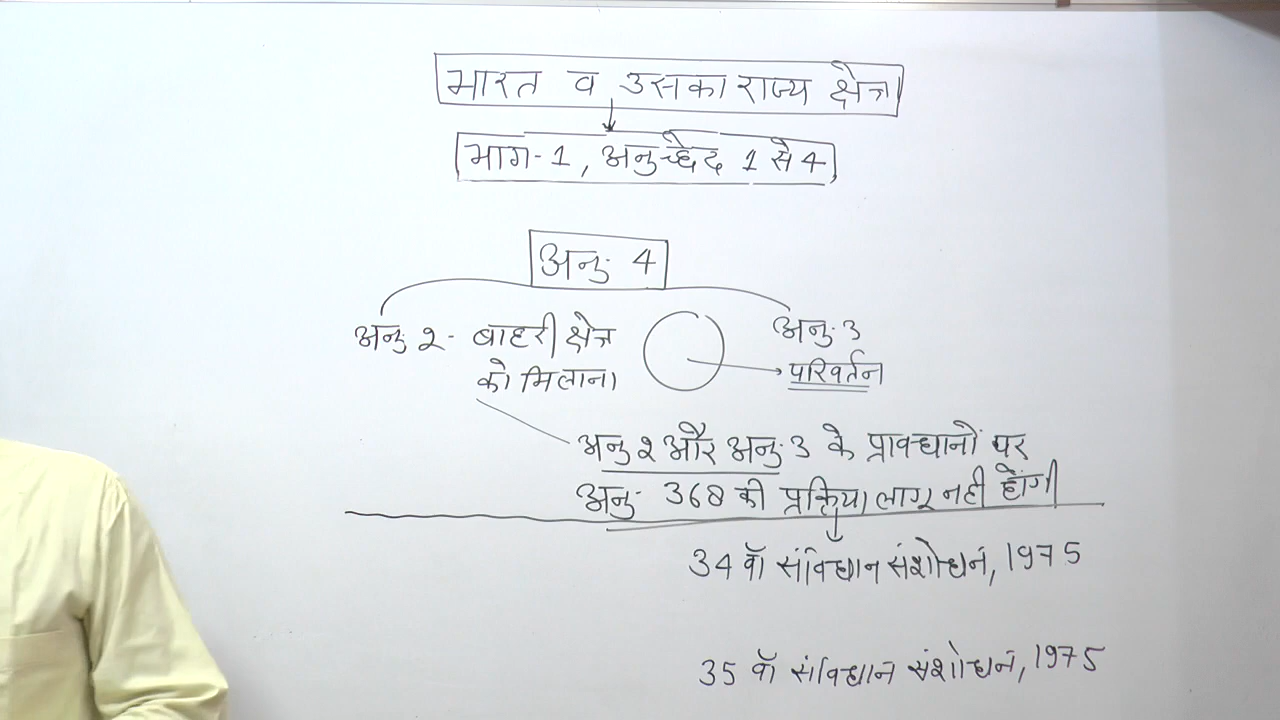 भारत व उसका राज्य क्षेत्र
भाग-1, अनुच्छेद 1 से 4
अनु. 4
अनु. 2 - बाहरी क्षेत्र
को मिलाना
अनु. 3
परिवर्तन
अनु 2 और अनु. 3 के प्रावधानों पर
अनु. 368 की प्रक्रिया लागू नही होंगी
34 वाँ संविधान संशोधन, 1975
35 वाँ संविधान संशोधन, 1975